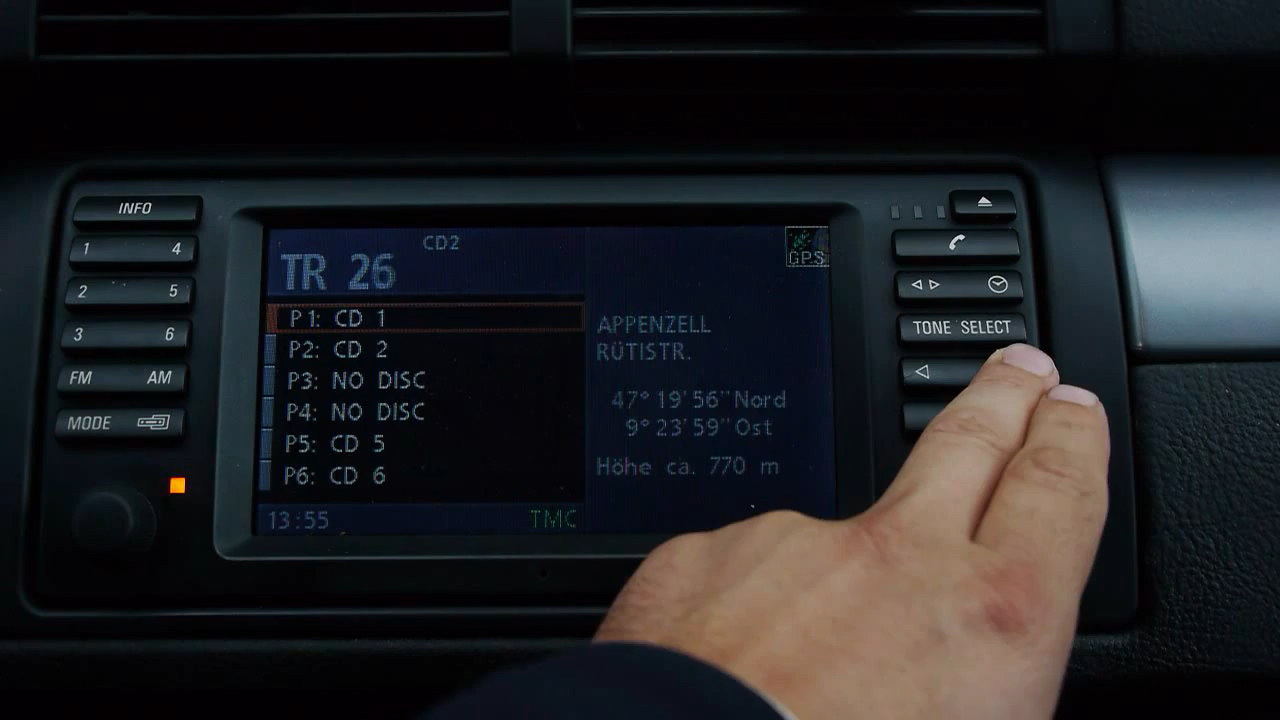 INFO
1 4
2 5
3 6
FM AM
MODE
CD2
TR 26
P1: CD 1
P2: CD 2
P3: NO DISC
P4: NO DISC
P5: CD 5
P6: CD 6
13:55 TMC
GPS
APPENZELL
RÜTISTR.
47° 19'56" Nord
9° 23'59" Ost
Höhe ca. 770 m
TONE SELECT